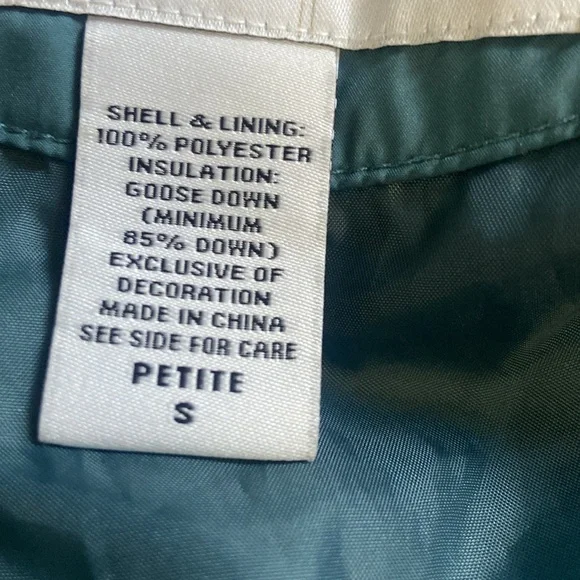 SHELL & LINING:
100% POLYESTER
INSULATION:
GOOSE DOWN
(MINIMUM
85% DOWN)
EXCLUSIVE OF
DECORATION
MADE IN CHINA
SEE SIDE FOR CARE
PETITE
S